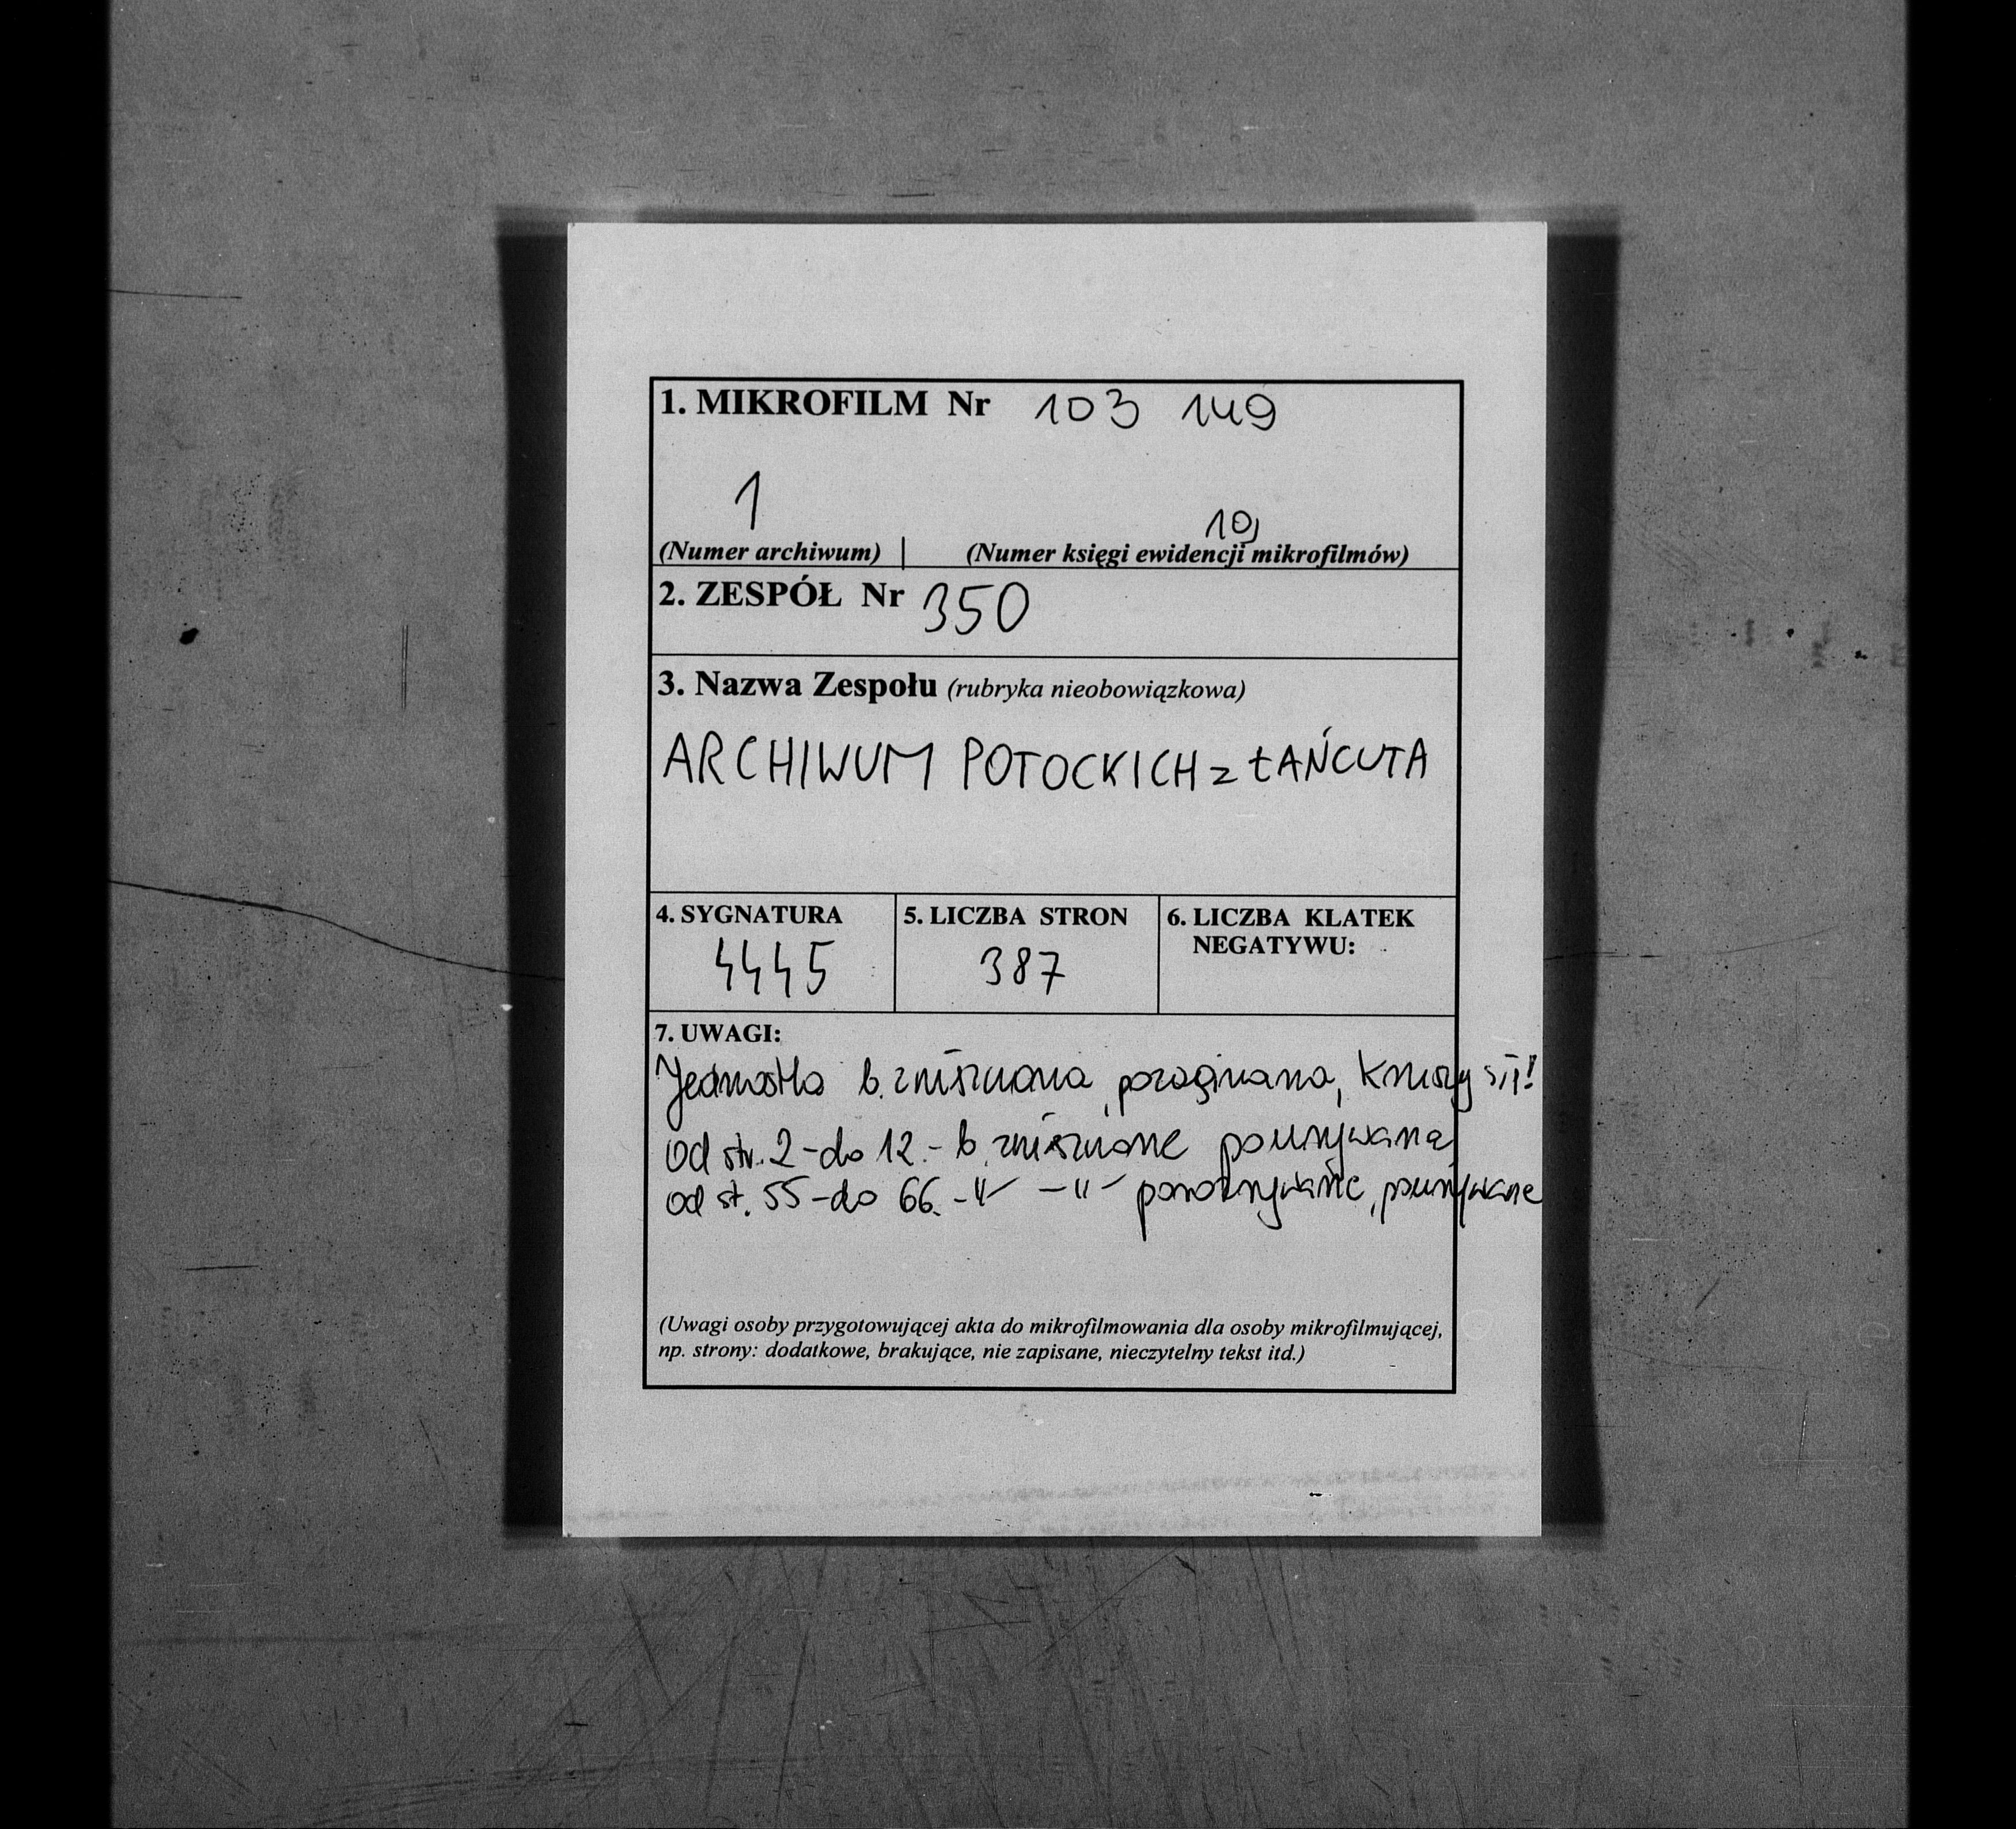 1. MIKROFILM Nr 103 149
1 10
(Numer archiwum) | (Numer księgi ewidencji mikrofilmów)
2. ZESPÓŁ Nr 350
3. Nazwa Zespołu (rubryka nieobowiązkowa)
ARCHIWUM POTOCKICH z ŁAŃCUTA
4. SYGNATURA
4445
5. LICZBA STRON
387
6. LICZBA KLATEK
NEGATYWU:
7. UWAGI:
Jednostka b. zniszczona, pozaginana, kruszy się!
Od str. 2 - do 12. - b. zniszczone
od st. 55 - do 66. -"- -"-
(Uwagi osoby przygotowującej akta do mikrofilmowania dla osoby mikrofilmującej,
np. strony: dodatkowe, brakujące, nie zapisane, nieczytelny tekst itd.)